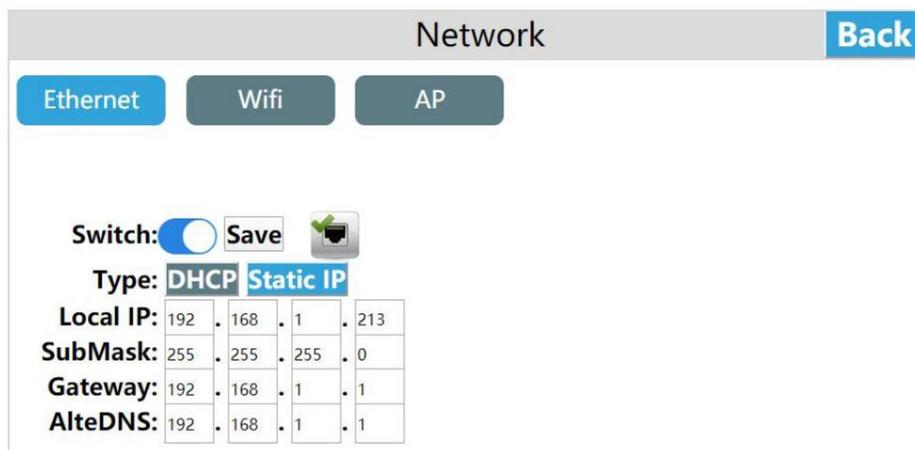 Network Back
Ethernet Wifi AP
Switch: Save
Type: DHCP Static IP
Local IP: 192 . 168 . 1 . 213
SubMask: 255 . 255 . 255 . 0
Gateway: 192 . 168 . 1 . 1
AlteDNS: 192 . 168 . 1 . 1